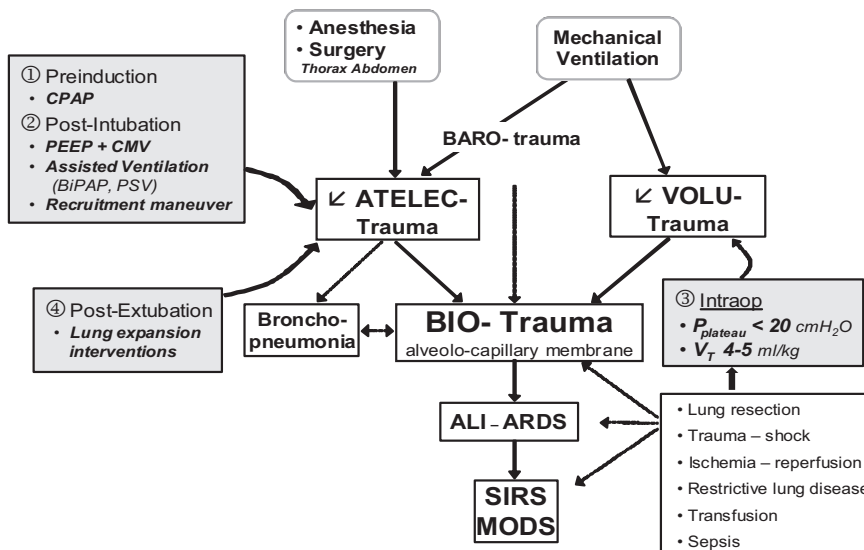 • Anesthesia
• Surgery
Thorax Abdomen
Mechanical
Ventilation
① Preinduction
• CPAP
② Post-Intubation
• PEEP + CMV
• Assisted Ventilation
(BiPAP, PSV)
• Recruitment maneuver
BARO- trauma
↙ ATELEC-
Trauma
↙ VOLU-
Trauma
④ Post-Extubation
• Lung expansion
interventions
Broncho-
pneumonia
BIO- Trauma
alveolo-capillary membrane
③ Intraop
• Pplateau < 20 cmH2O
• VT 4-5 ml/kg
ALI – ARDS
SIRS
MODS
• Lung resection
• Trauma – shock
• Ischemia – reperfusion
• Restrictive lung disease
• Transfusion
• Sepsis